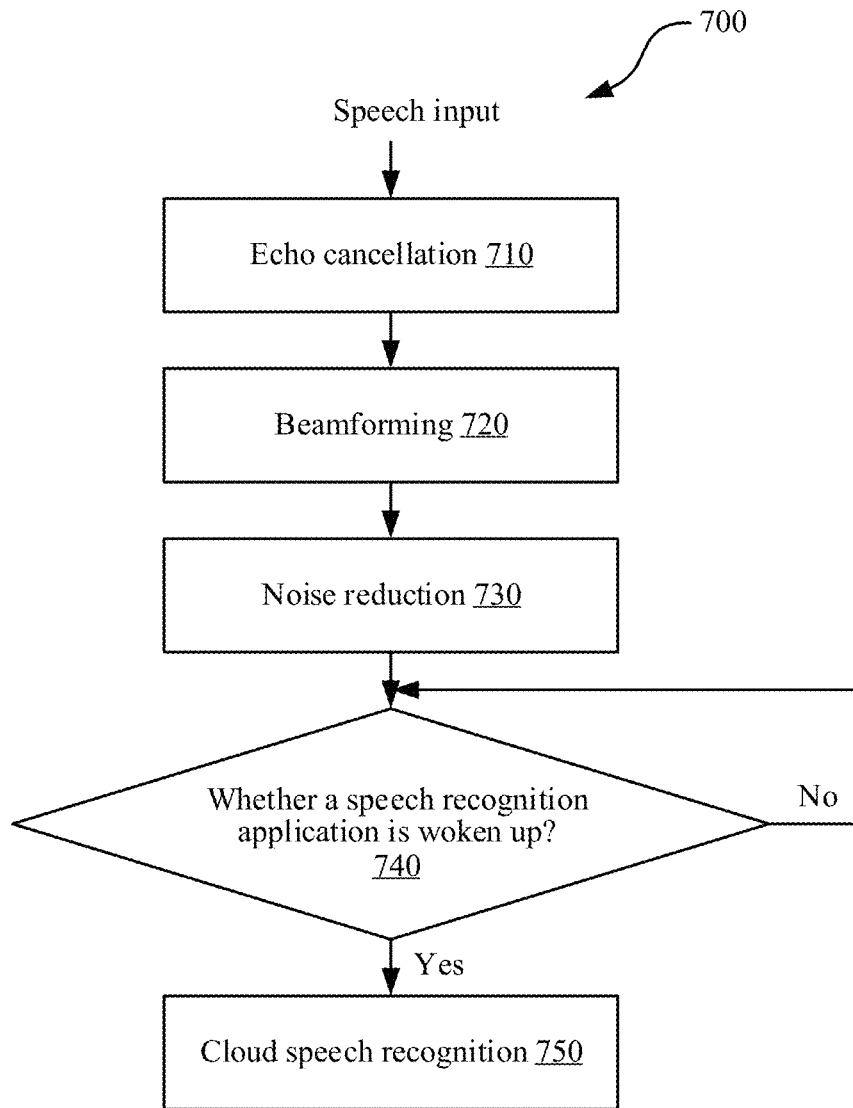 700
Speech input
Echo cancellation 710
Beamforming 720
Noise reduction 730
Whether a speech recognition
application is woken up?
740
No
Yes
Cloud speech recognition 750